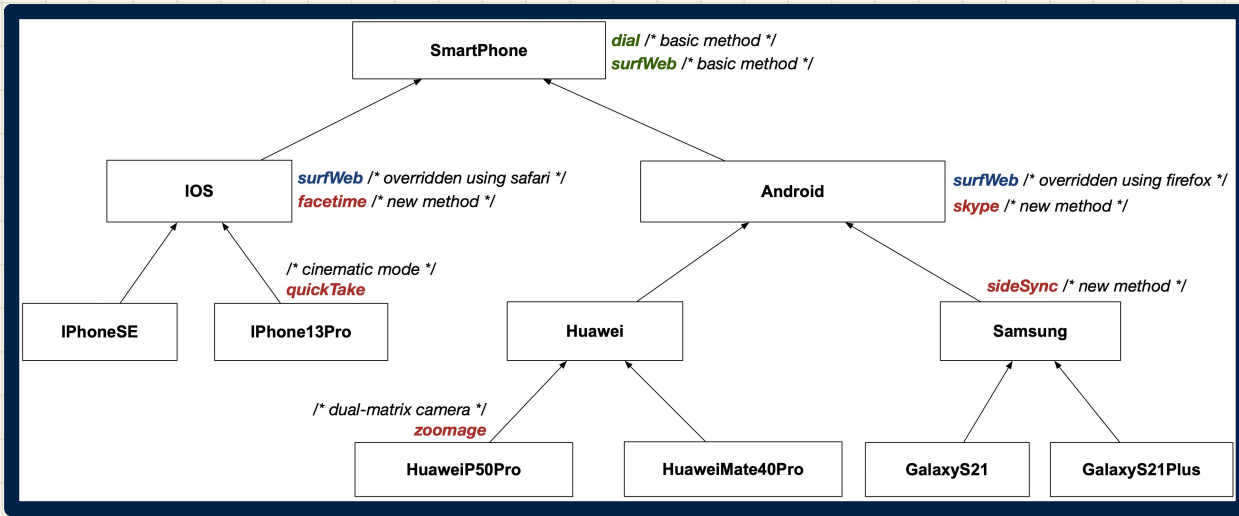 SmartPhone
dial /* basic method */
surfWeb /* basic method */
IOS
surfWeb /* overridden using safari */
facetime /* new method */
Android
surfWeb /* overridden using firefox */
skype /* new method */
/* cinematic mode */
quickTake
sideSync /* new method */
IPhoneSE
IPhone13Pro
Huawei
Samsung
/* dual-matrix camera */
zoomage
HuaweiP50Pro
HuaweiMate40Pro
GalaxyS21
GalaxyS21Plus